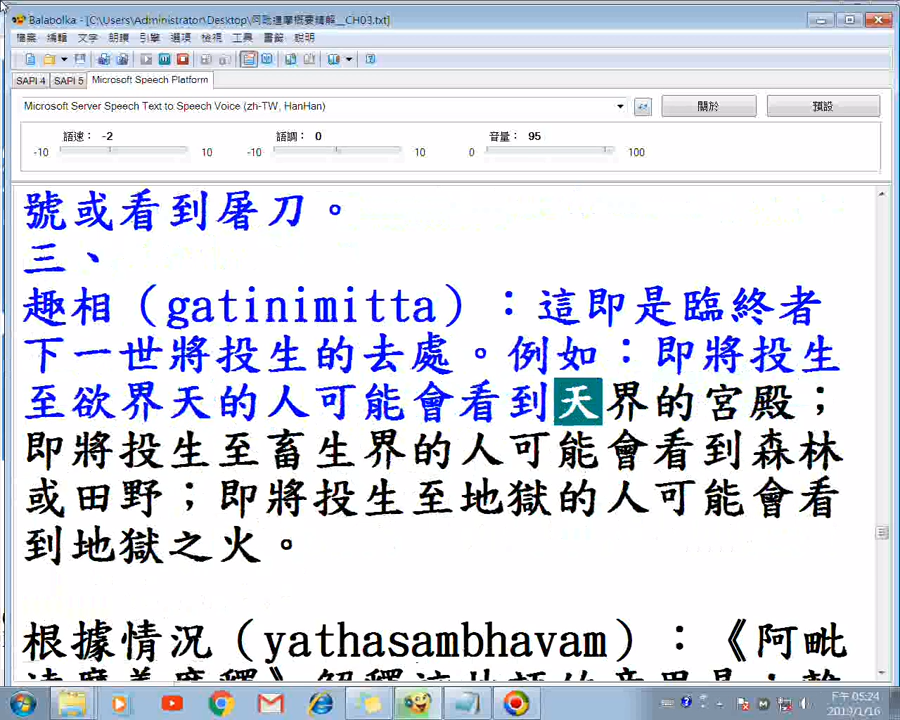 Balabolka - [C:\Users\Administrator\Desktop\阿毗達摩概要精解__CH03.txt]
檔案 編輯 文字 朗讀 引擎 選項 檢視 工具 書籤 說明
SAPI 4 SAPI 5 Microsoft Speech Platform
Microsoft Server Speech Text to Speech Voice (zh-TW, HanHan) 關於 預設
語速： -2 語調： 0 音量： 95
-10 10 -10 10 0 100
號或看到屠刀。
三、
趣相（gatinimitta）：這即是臨終者
下一世將投生的去處。例如：即將投生
至欲界天的人可能會看到天界的宮殿；
即將投生至畜生界的人可能會看到森林
或田野；即將投生至地獄的人可能會看
到地獄之火。
根據情況（yathasambhavam）：《阿毗
下午 05:24
2019/1/16